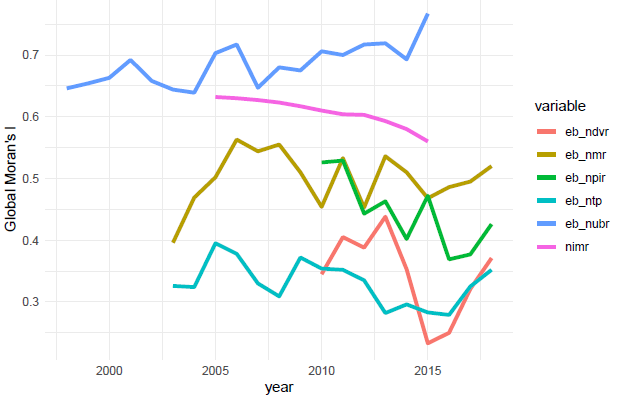 Global Moran's I
0.7
0.6
0.5
0.4
0.3
2000
2005
2010
2015
year
variable
eb_ndvr
eb_nmr
eb_npir
eb_ntp
eb_nubr
nimr